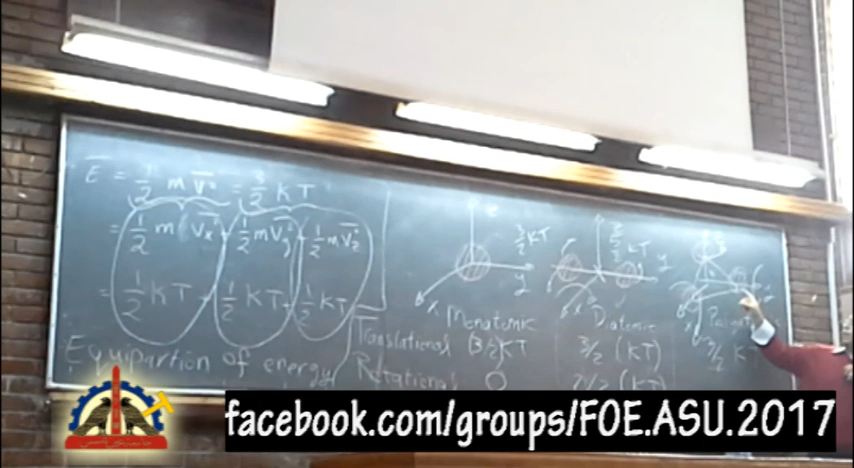 E̅ = 1/2 m V̅² = 3/2 KT
= 1/2 m V̅x² + 1/2 m V̅y² + 1/2 m V̅z²
= 1/2 KT + 1/2 KT + 1/2 KT
Equipartion of energy
3/2 KT
y
x
Monatomic
Translational (3/2) KT
Rotational 0
KT
y
x
Diatomic
3/2 (KT)
2/2 (KT)
x
3/2 KT
facebook.com/groups/FOE.ASU.2017